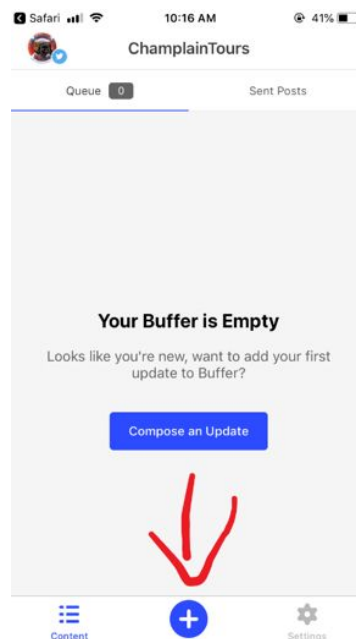 Safari 10:16 AM 41%
ChamplainTours
Queue 0 Sent Posts
Your Buffer is Empty
Looks like you're new, want to add your first
update to Buffer?
Compose an Update
Content Settings